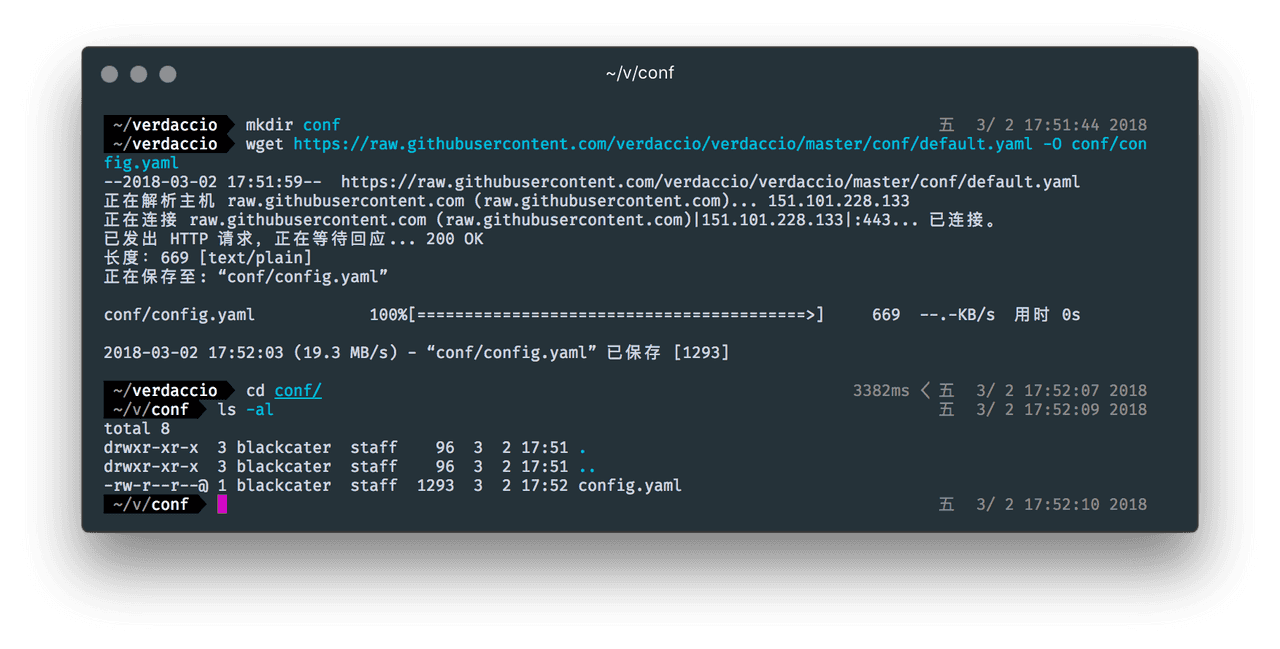 ~/v/conf
~/verdaccio mkdir conf 五 3/ 2 17:51:44 2018
~/verdaccio wget https://raw.githubusercontent.com/verdaccio/verdaccio/master/conf/default.yaml -O conf/con
fig.yaml
--2018-03-02 17:51:59-- https://raw.githubusercontent.com/verdaccio/verdaccio/master/conf/default.yaml
正在解析主机 raw.githubusercontent.com (raw.githubusercontent.com)... 151.101.228.133
正在连接 raw.githubusercontent.com (raw.githubusercontent.com)|151.101.228.133|:443... 已连接。
已发出 HTTP 请求，正在等待回应... 200 OK
长度：669 [text/plain]
正在保存至: “conf/config.yaml”
conf/config.yaml 100%[=========================================>] 669 --.-KB/s 用时 0s
2018-03-02 17:52:03 (19.3 MB/s) - “conf/config.yaml” 已保存 [1293]
~/verdaccio cd conf/ 3382ms < 五 3/ 2 17:52:07 2018
~/v/conf ls -al 五 3/ 2 17:52:09 2018
total 8
drwxr-xr-x 3 blackcater staff 96 3 2 17:51 .
drwxr-xr-x 3 blackcater staff 96 3 2 17:51 ..
-rw-r--r--@ 1 blackcater staff 1293 3 2 17:52 config.yaml
~/v/conf 五 3/ 2 17:52:10 2018